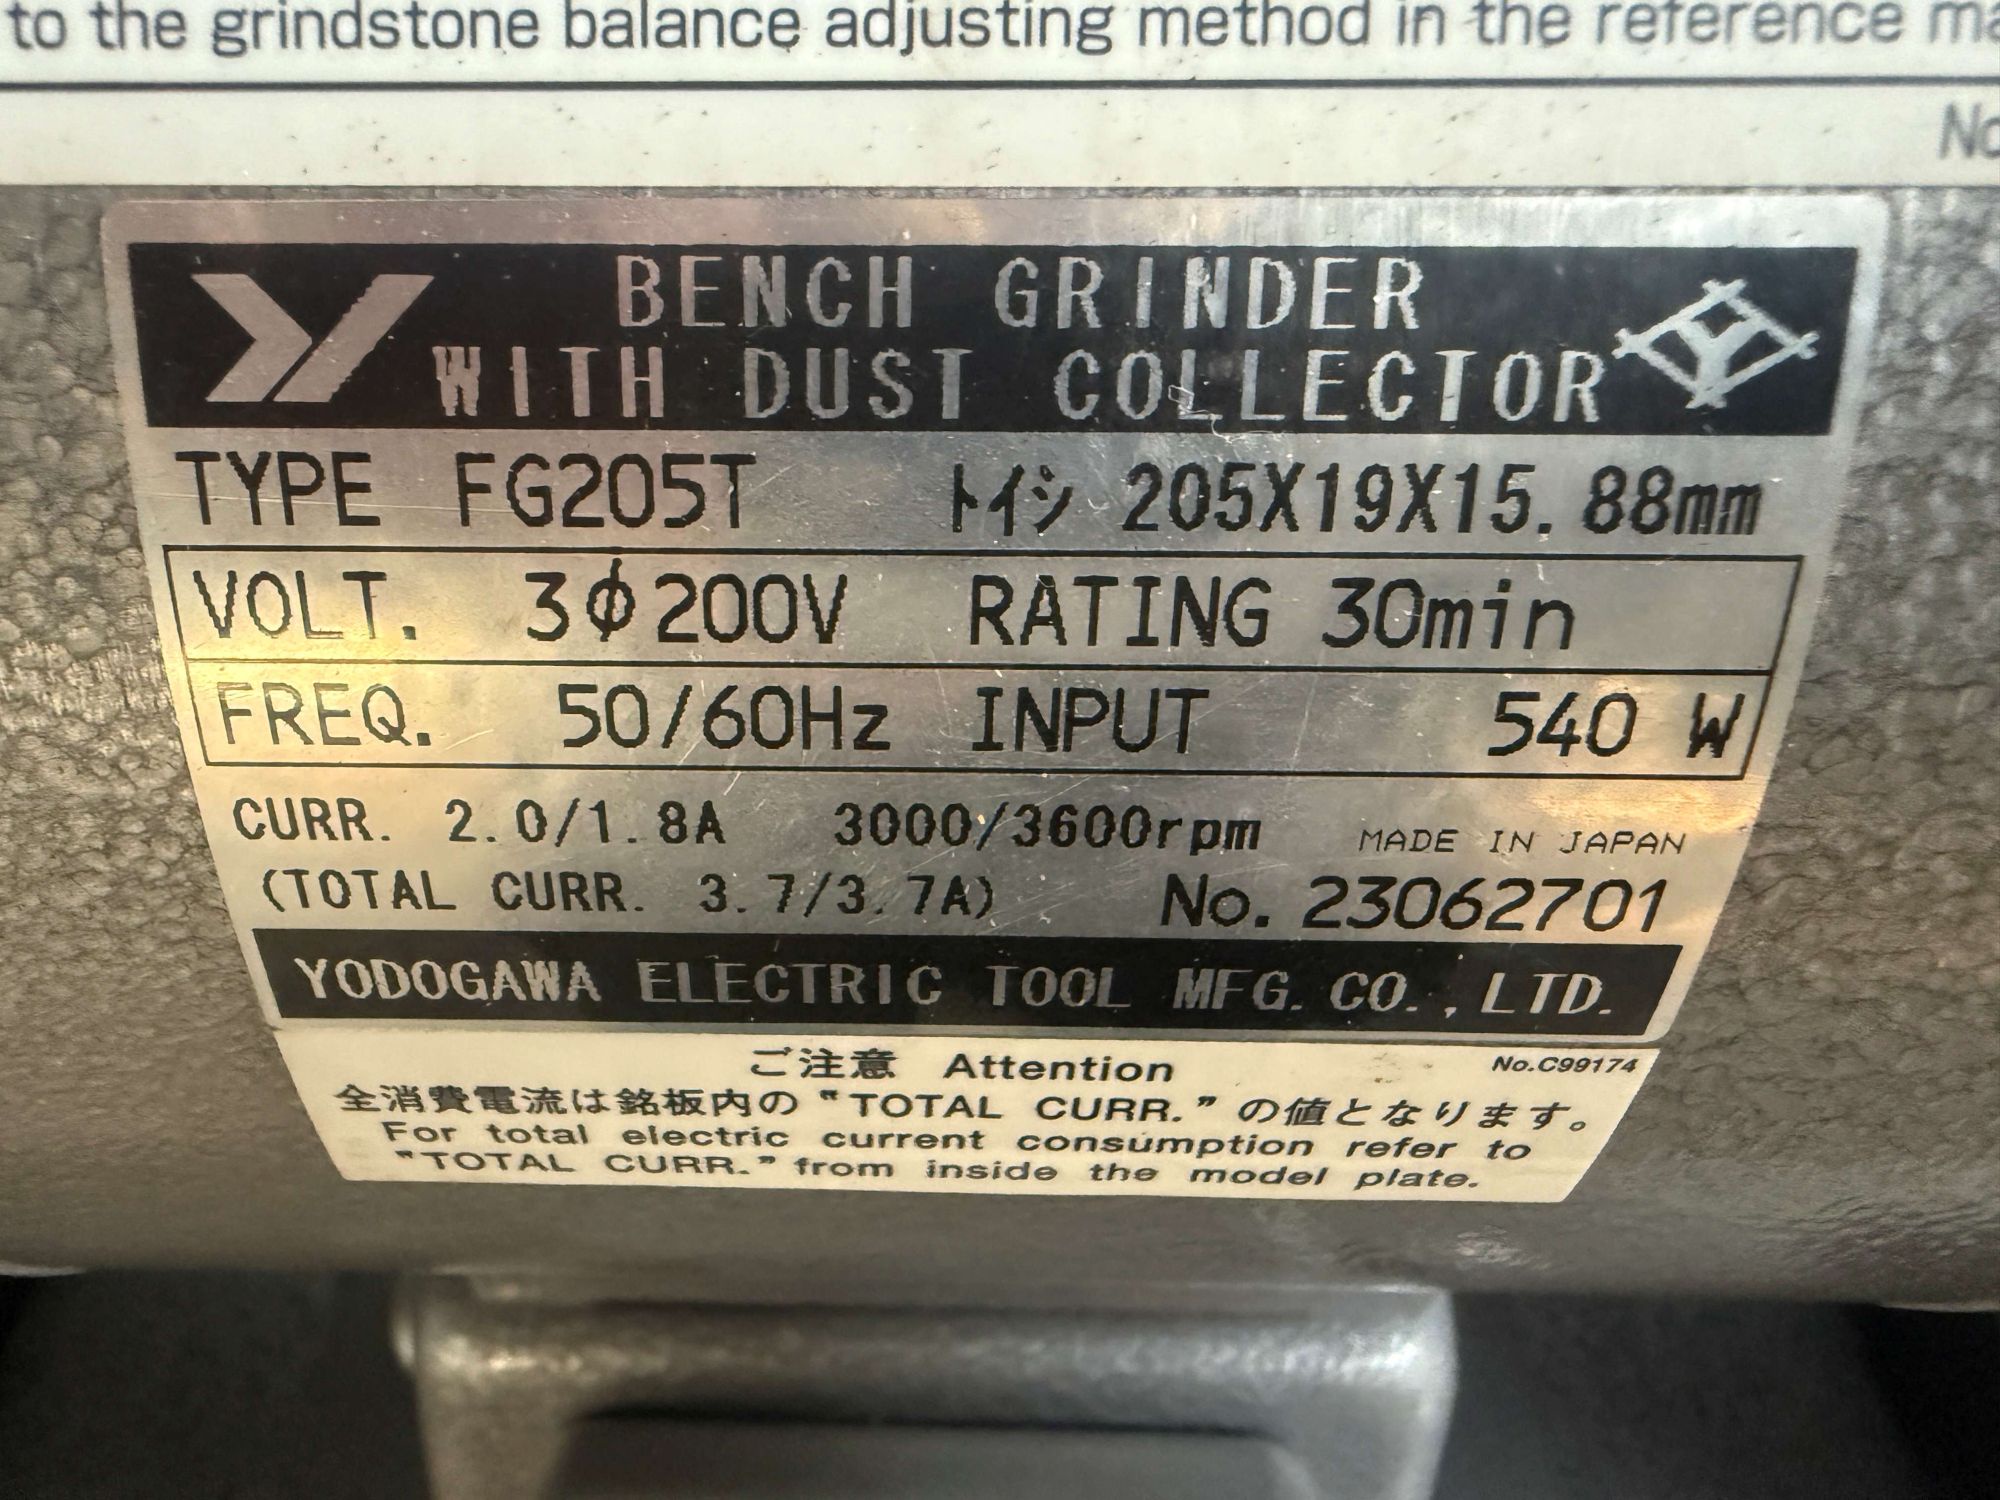 to the grindstone balance adjusting method in the reference
BENCH GRINDER
WITH DUST COLLECTOR
TYPE FG205T トイシ 205X19X15.88mm
VOLT. 3ϕ200V RATING 30min
FREQ. 50/60Hz INPUT 540 W
CURR. 2.0/1.8A 3000/3600rpm MADE IN JAPAN
(TOTAL CURR. 3.7/3.7A) No. 23062701
YODOGAWA ELECTRIC TOOL MFG. CO.,LTD.
ご注意 Attention No.C99174
全消費電流は銘板内の "TOTAL CURR." の値となります。
For total electric current consumption refer to
"TOTAL CURR." from inside the model plate.